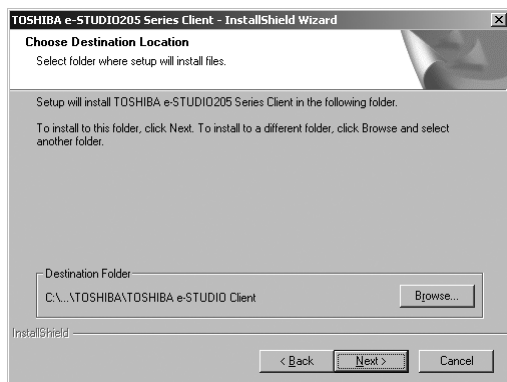 TOSHIBA e-STUDIO205 Series Client - InstallShield Wizard
Choose Destination Location
Select folder where setup will install files.
Setup will install TOSHIBA e-STUDIO205 Series Client in the following folder.
To install to this folder, click Next. To install to a different folder, click Browse and select
another folder.
Destination Folder
C:\...\TOSHIBA\TOSHIBA e-STUDIO Client
Browse...
InstallShield
< Back
Next >
Cancel